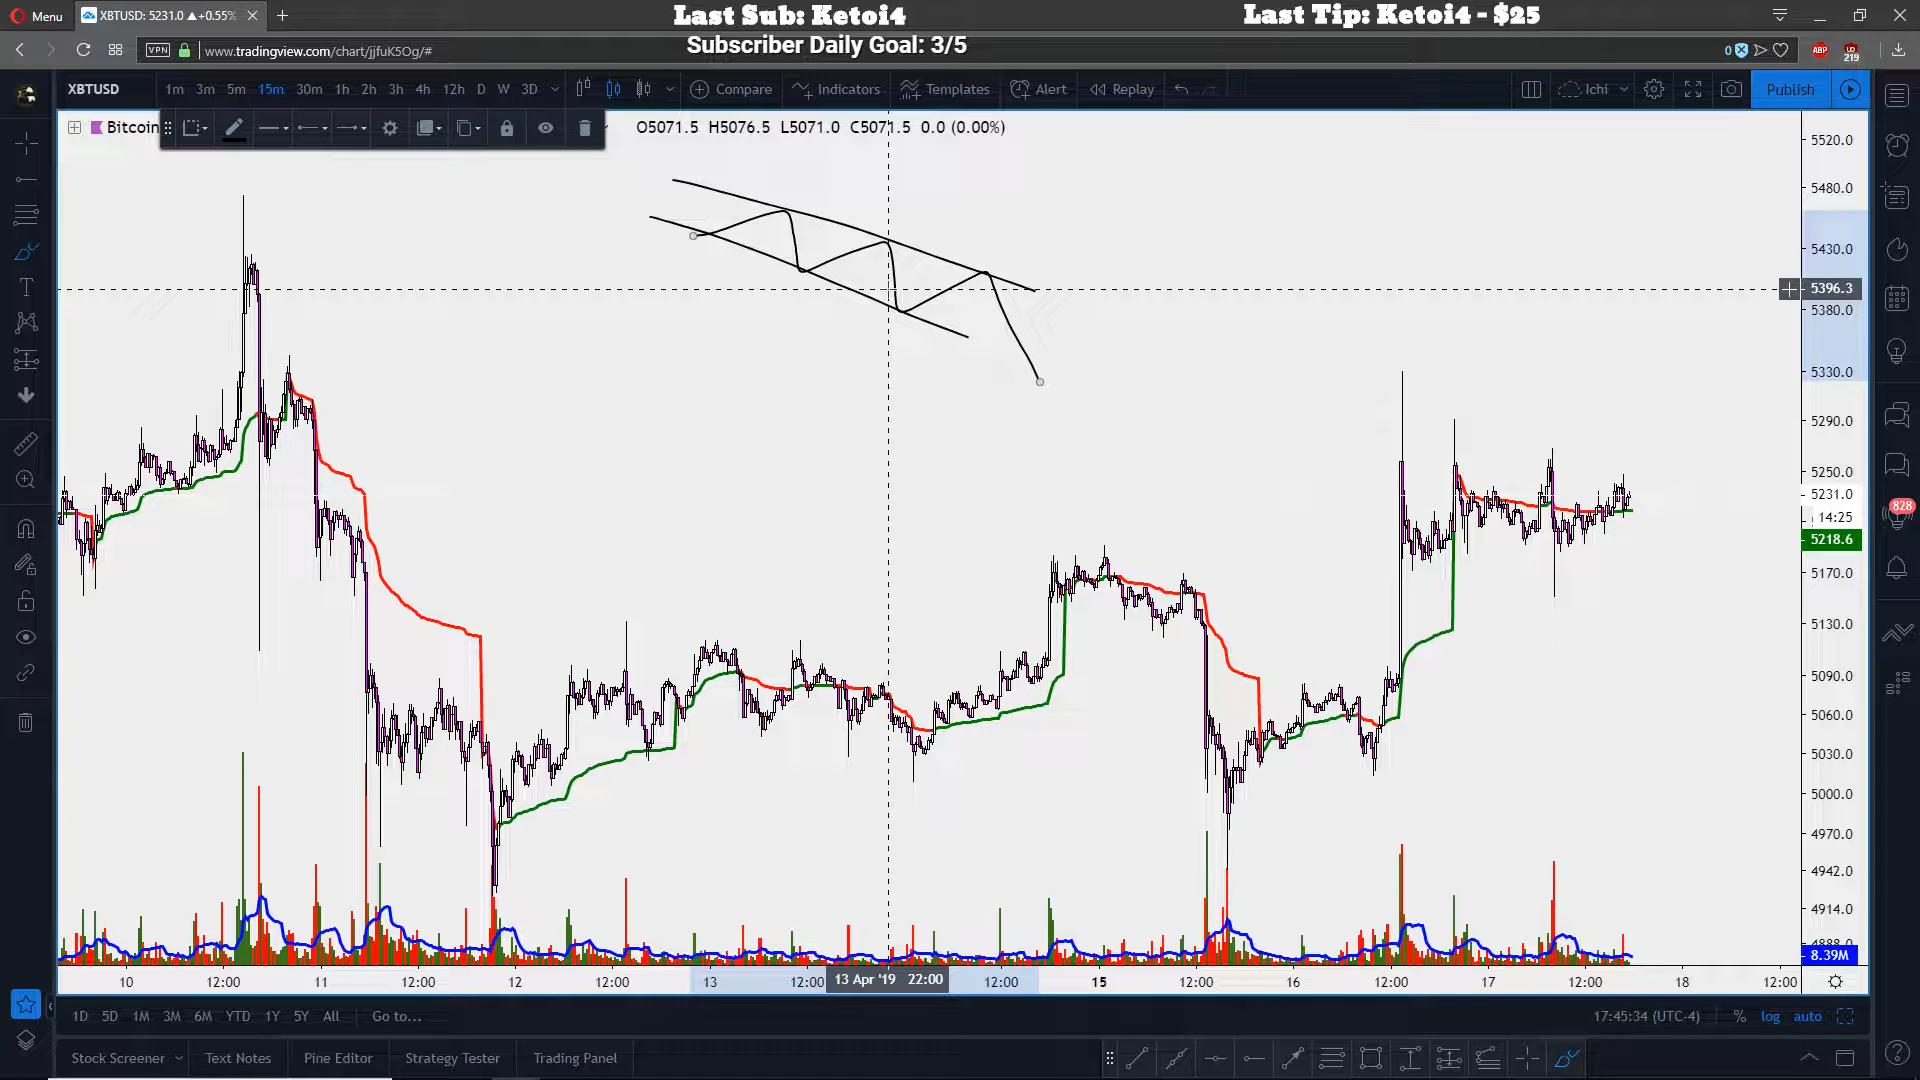 Menu
XBTUSD: 5231.0 ▲+0.55%
Last Sub: Ketoi4
Last Tip: Ketoi4 - $25
VPN
www.tradingview.com/chart/jjfuK5Og/#
Subscriber Daily Goal: 3/5
0
ABP
219
XBTUSD
1m 3m 5m 15m 30m 1h 2h 3h 4h 12h D W 3D
Compare
Indicators
Templates
Alert
Replay
Ichi
Publish
Bitcoin
O5071.5 H5076.5 L5071.0 C5071.5 0.0 (0.00%)
5520.0
5480.0
5430.0
5396.3
5380.0
5330.0
5290.0
5250.0
5231.0
14:25
5218.6
5170.0
5130.0
5090.0
5060.0
5030.0
5000.0
4970.0
4942.0
4914.0
4888.0
8.39M
828
10 12:00 11 12:00 12 12:00 13 12:00 13 Apr '19 22:00 12:00 15 12:00 16 12:00 17 12:00 18 12:00
1D 5D 1M 3M 6M YTD 1Y 5Y All Go to...
17:45:34 (UTC-4) % log auto
Stock Screener Text Notes Pine Editor Strategy Tester Trading Panel